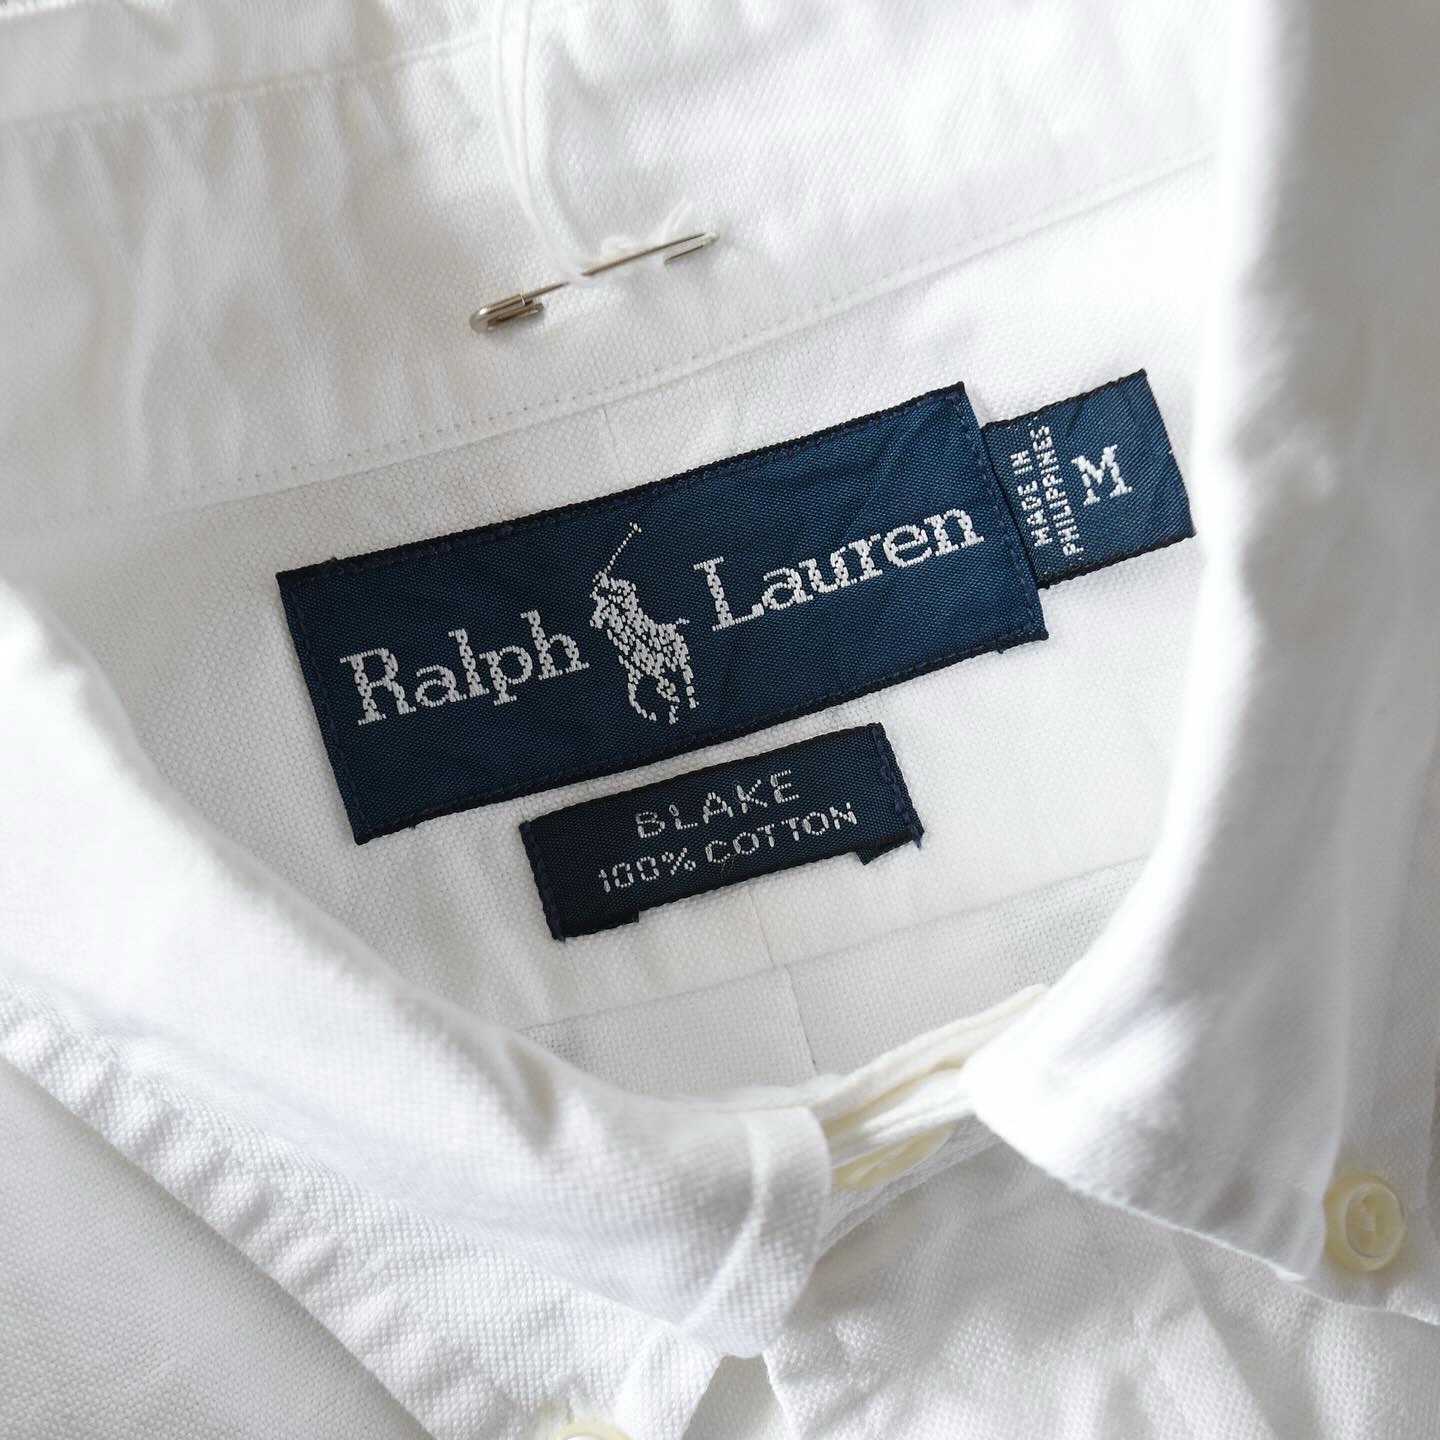 Ralph Lauren
MADE IN
PHILIPPINES
M
BLAKE
100% COTTON